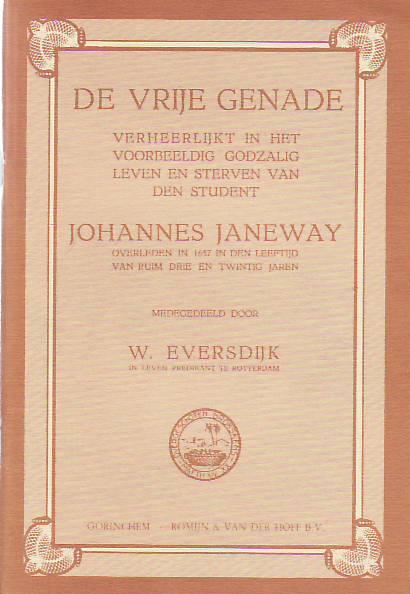 DE VRIJE GENADE
VERHEERLIJKT IN HET
VOORBEELDIG GODZALIG
LEVEN EN STERVEN VAN
DEN STUDENT
JOHANNES JANEWAY
OVERLEDEN IN 1657 IN DEN LEEFTIJD
VAN RUIM DRIE EN TWINTIG JAREN
MEDEGEDEELD DOOR
W. EVERSDIJK
IN LEVEN PREDIKANT TE ROTTERDAM
GORINCHEM - ROMIJN & VAN DER HOFF B.V.